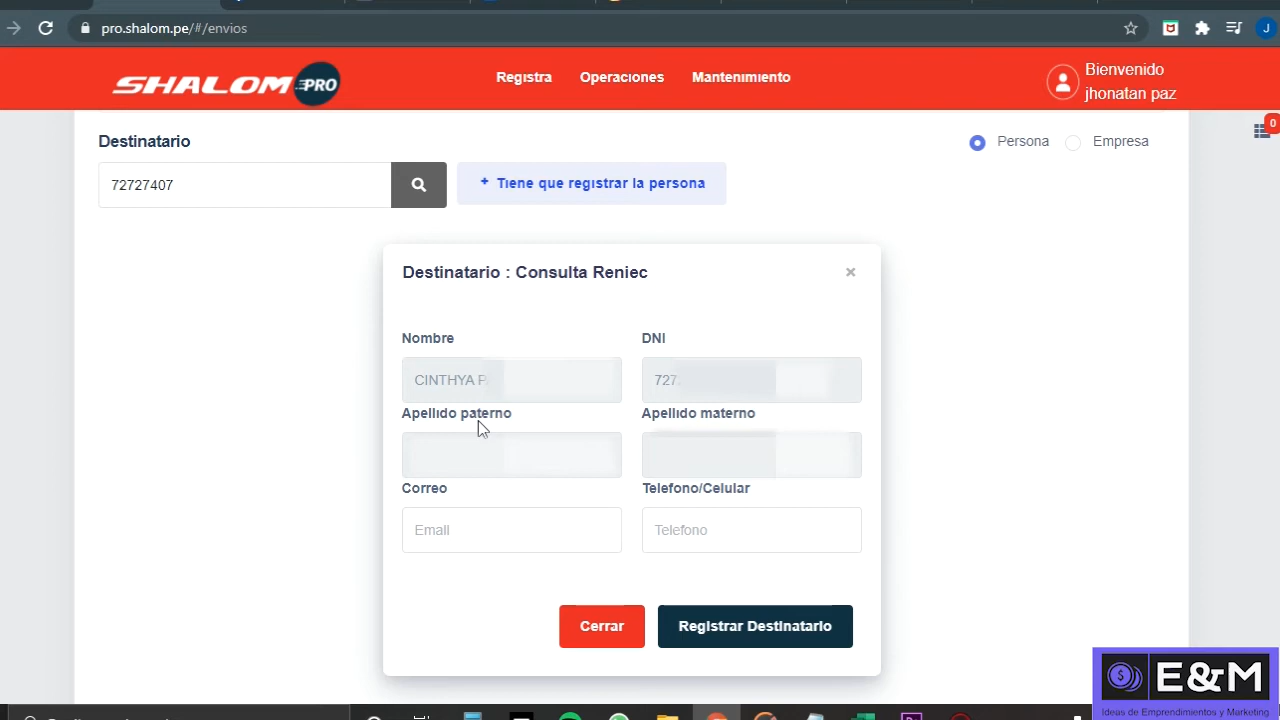 pro.shalom.pe/#/envios
J
SHALOM PRO
Registra
Operaciones
Mantenimiento
Bienvenido
jhonatan paz
0
Destinatario
Persona
Empresa
72727407
+ Tiene que registrar la persona
Destinatario : Consulta Reniec
×
Nombre
DNI
CINTHYA P
727
Apellido paterno
Apellido materno
Correo
Telefono/Celular
Email
Telefono
Cerrar
Registrar Destinatario
$
E&M
Ideas de Emprendimientos y Marketing